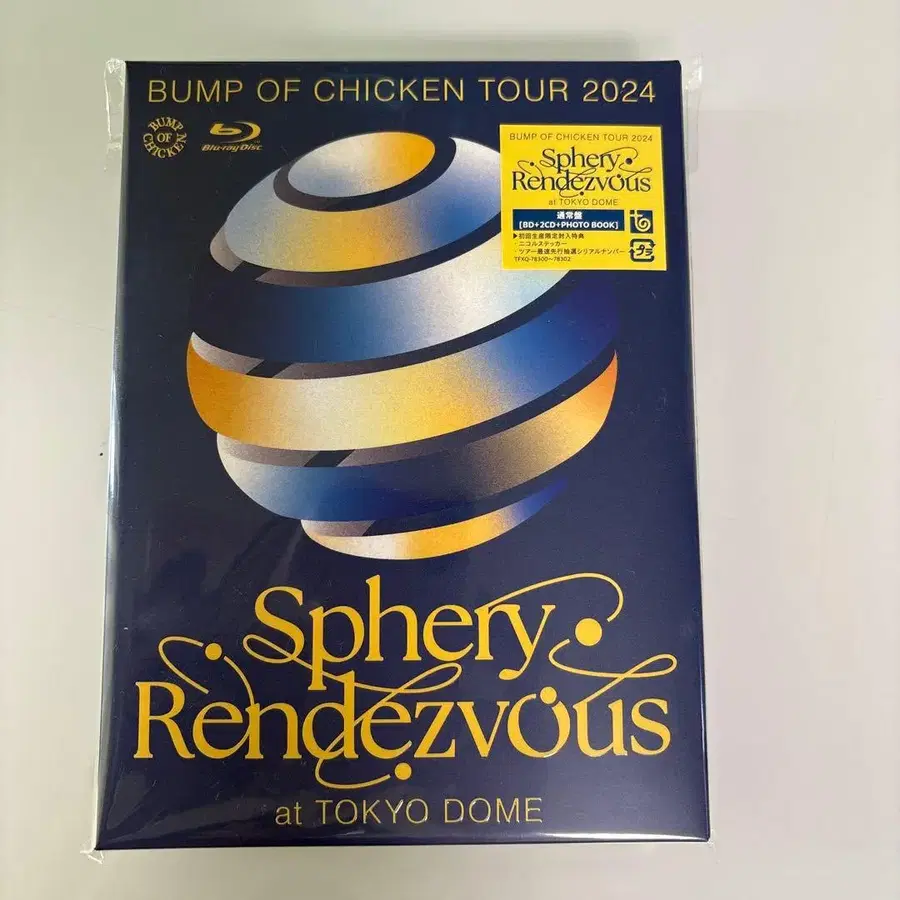 BUMP OF CHICKEN TOUR 2024
BUMP
OF
CHICKEN
Blu-ray Disc
BUMP OF CHICKEN TOUR 2024
Sphery
Rendezvous
at TOKYO DOME
通常盤
[BD+2CD+PHOTO BOOK]
▶初回生産限定封入特典
・ニコルステッカー
・ツアー最速先行抽選シリアルナンバー
TFXQ-78300〜78302
プラ
Sphery
Rendezvous
at TOKYO DOME